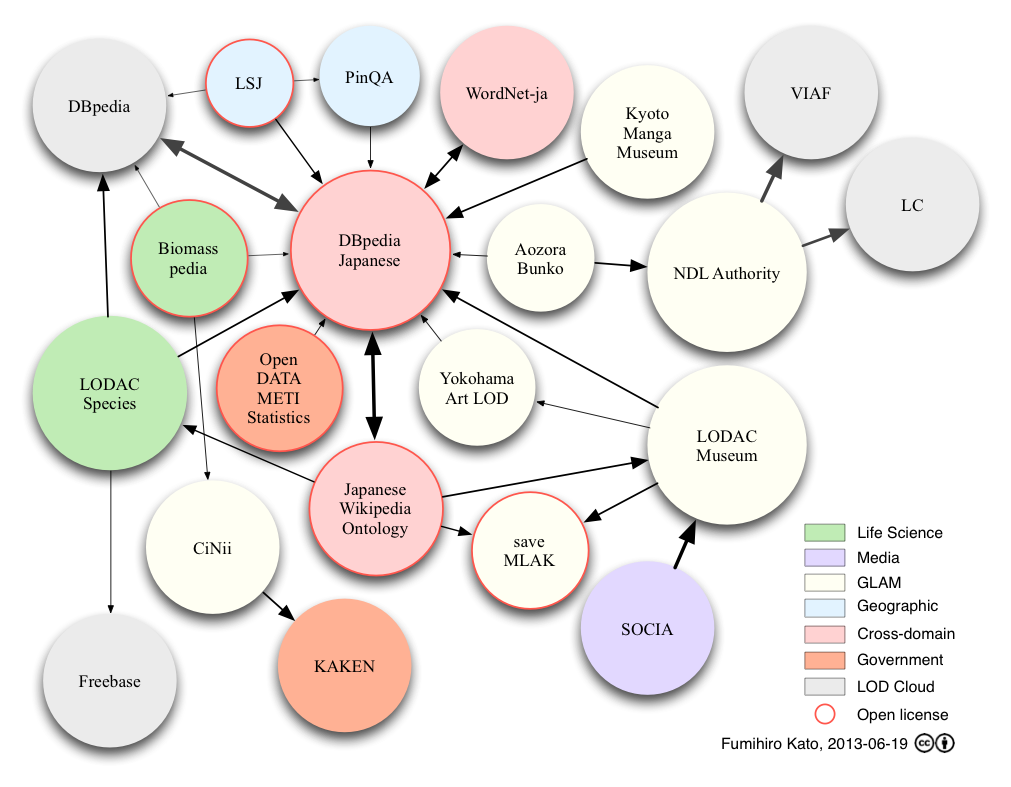 DBpedia
LSJ
PinQA
WordNet-ja
Kyoto
Manga
Museum
VIAF
LC
Biomass
pedia
DBpedia
Japanese
Aozora
Bunko
NDL Authority
LODAC
Species
Open
DATA
METI
Statistics
Yokohama
Art LOD
LODAC
Museum
Japanese
Wikipedia
Ontology
CiNii
save
MLAK
SOCIA
KAKEN
Freebase
Life Science
Media
GLAM
Geographic
Cross-domain
Government
LOD Cloud
Open license
Fumihiro Kato, 2013-06-19 cc